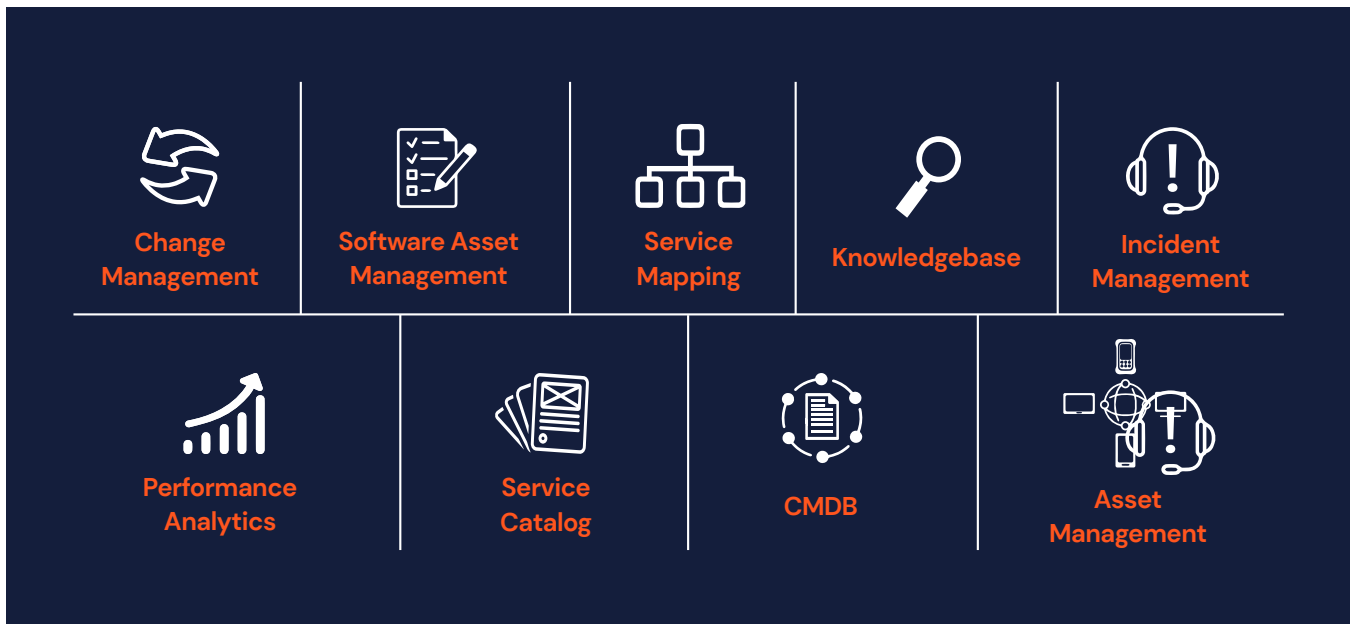 Change
Management
Software Asset
Management
Service
Mapping
Knowledgebase
Incident
Management
Performance
Analytics
Service
Catalog
CMDB
Asset
Management